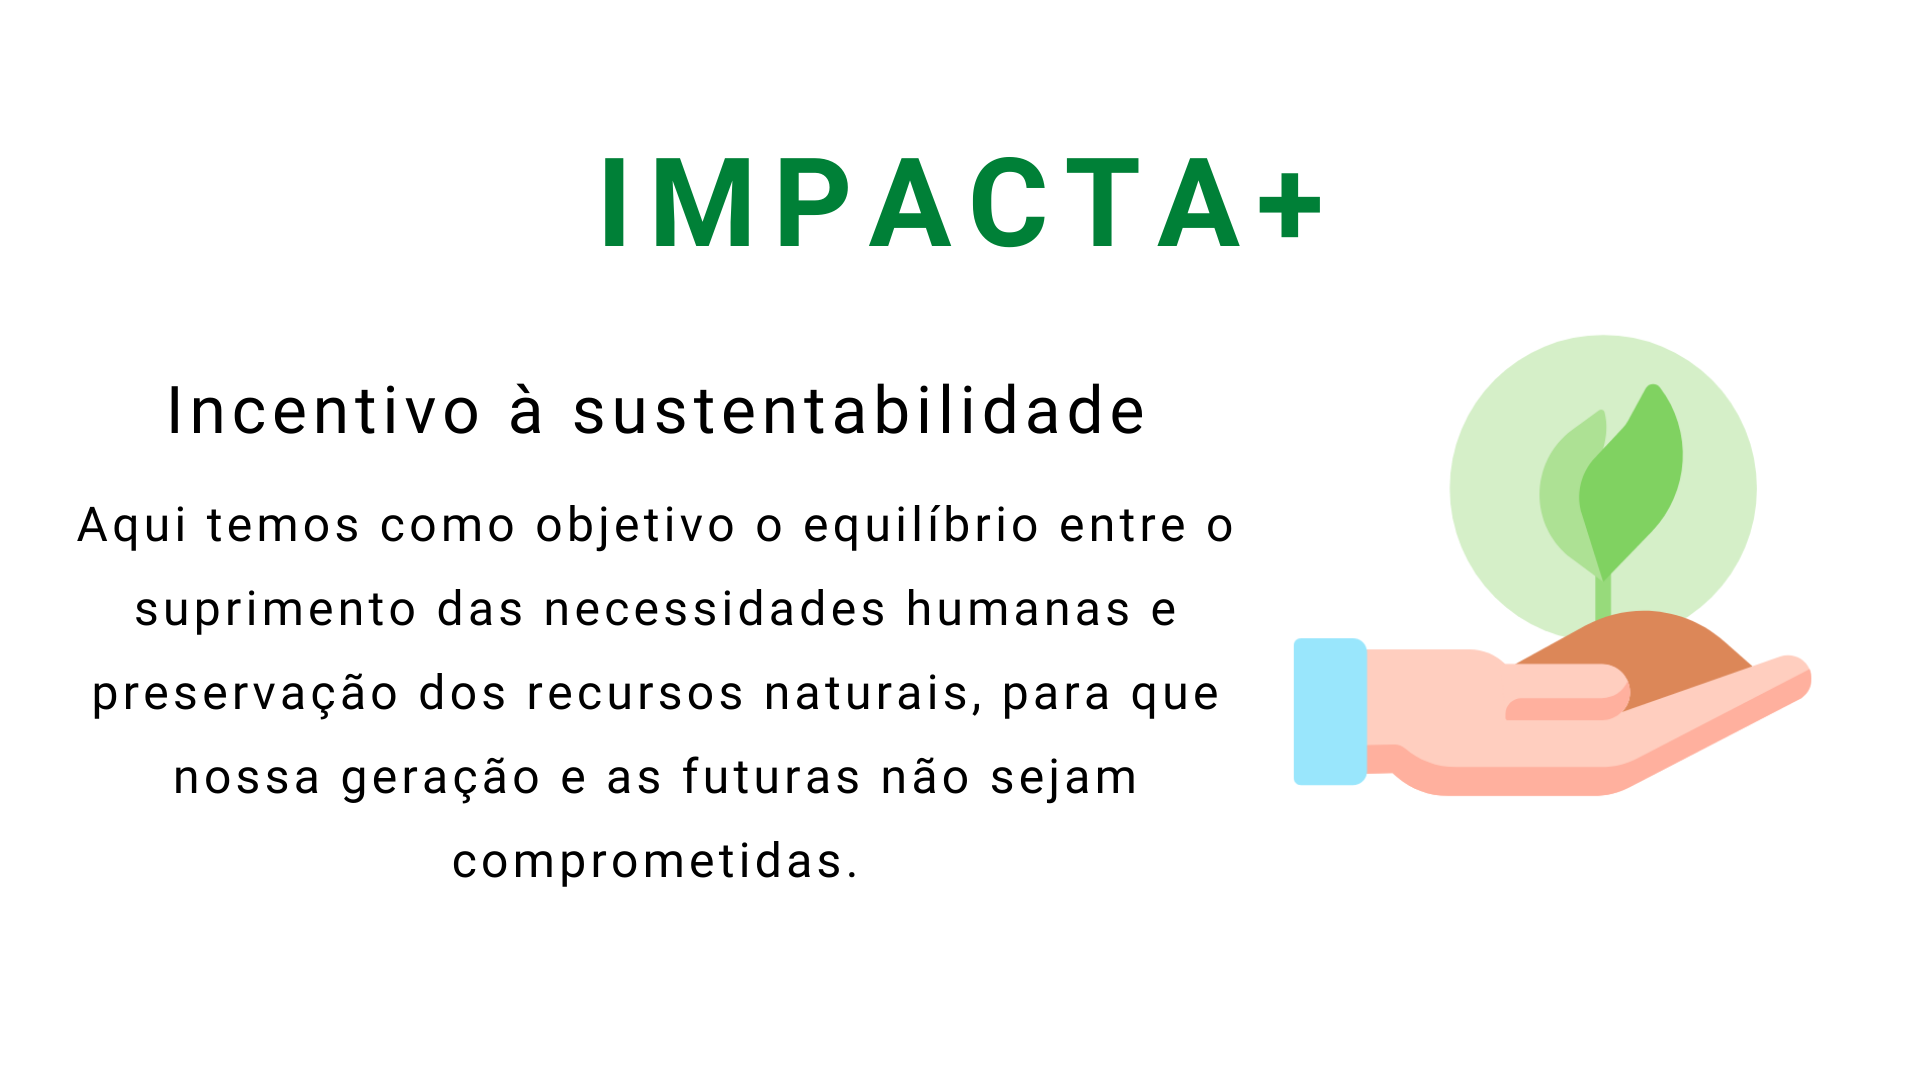 IMPACTA+
Incentivo à sustentabilidade
Aqui temos como objetivo o equilíbrio entre o
suprimento das necessidades humanas e
preservação dos recursos naturais, para que
nossa geração e as futuras não sejam
comprometidas.